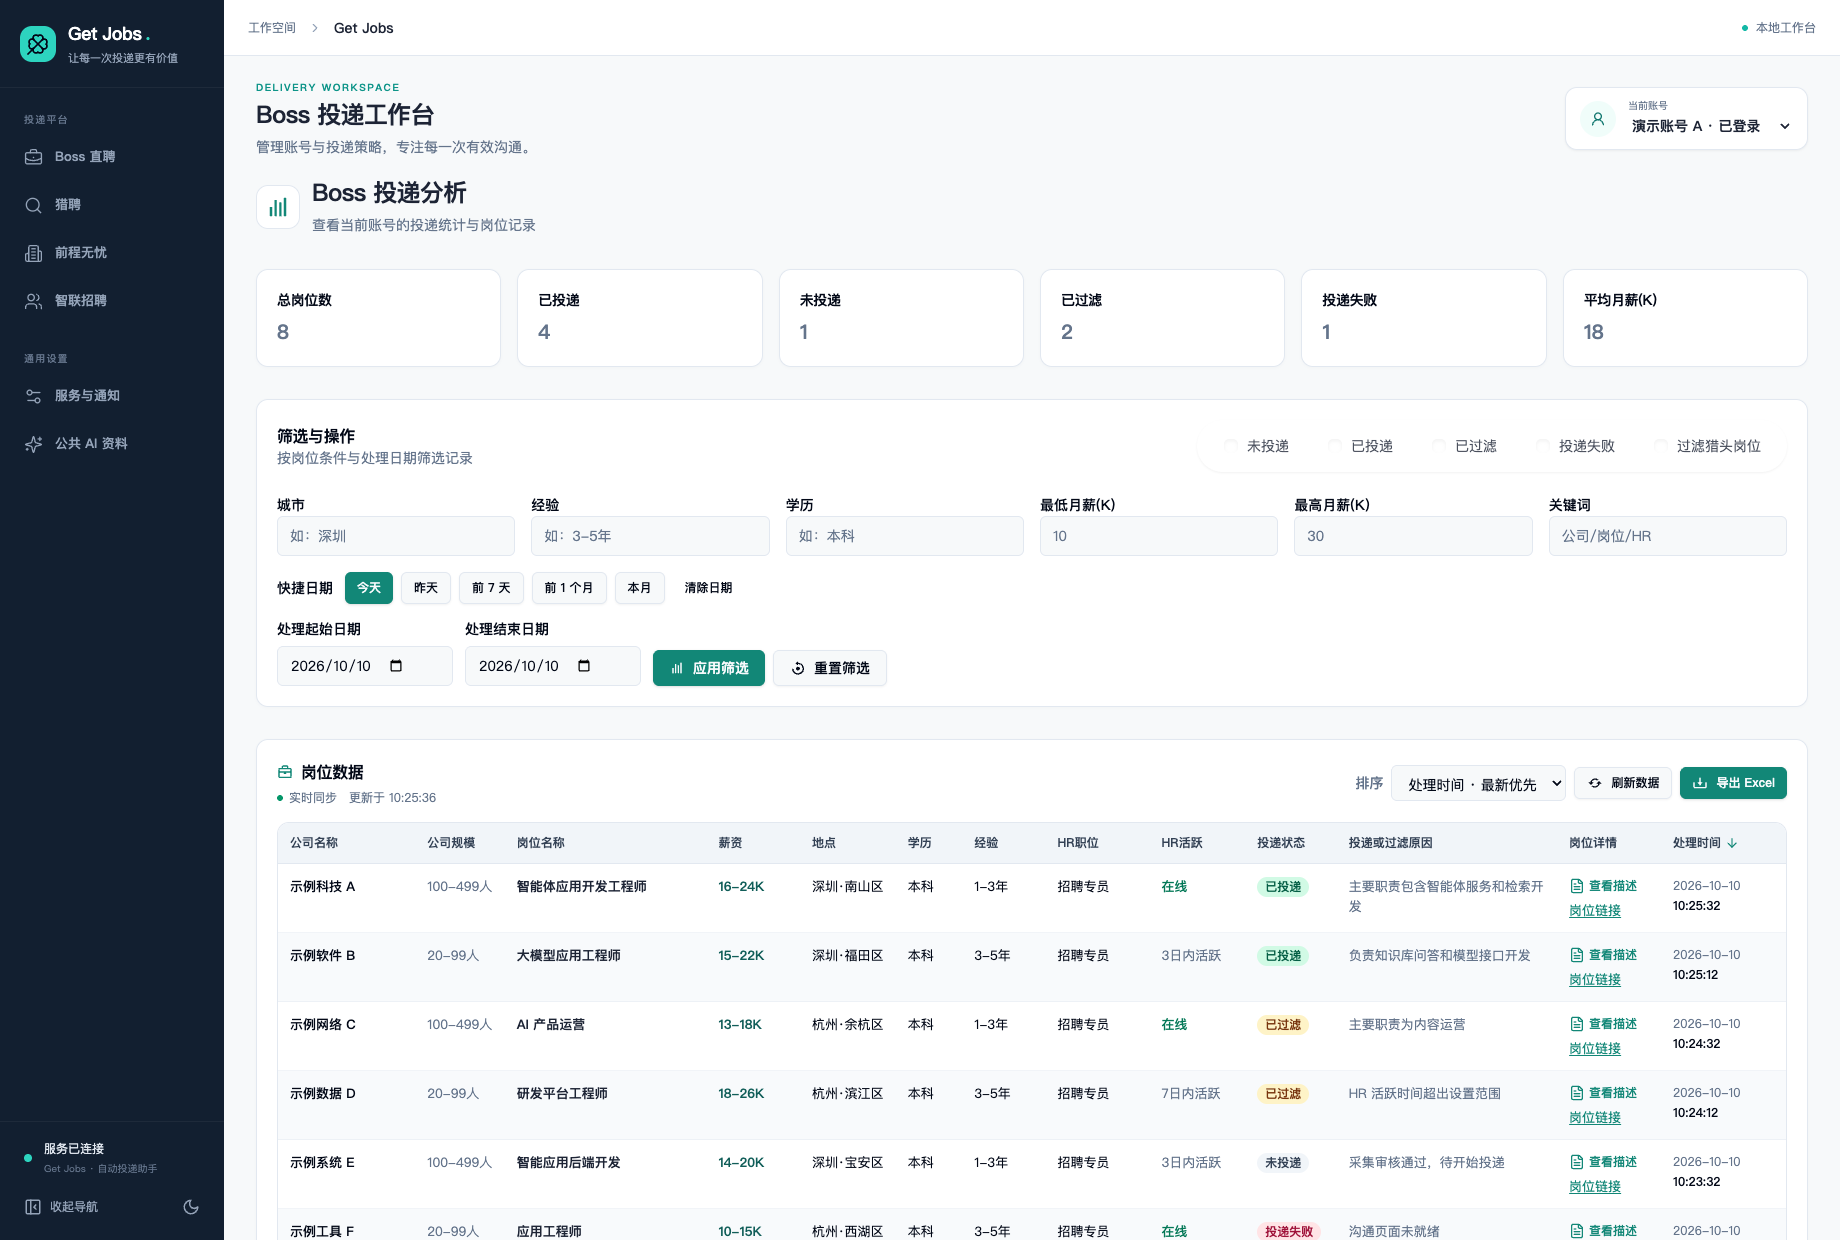 Get Jobs.
让每一次投递更有价值
投递平台
Boss 直聘
猎聘
前程无忧
智联招聘
通用设置
服务与通知
公共 AI 资料
服务已连接
Get Jobs · 自动投递助手
收起导航
工作空间 > Get Jobs
本地工作台
DELIVERY WORKSPACE
Boss 投递工作台
管理账号与投递策略，专注每一次有效沟通。
当前账号
演示账号 A · 已登录
Boss 投递分析
查看当前账号的投递统计与岗位记录
总岗位数 已投递 未投递 已过滤 投递失败 平均月薪(K)
8 4 1 2 1 18
筛选与操作
按岗位条件与处理日期筛选记录
未投递 已投递 已过滤 投递失败 过滤猎头岗位
城市 经验 学历 最低月薪(K) 最高月薪(K) 关键词
如：深圳 如：3-5年 如：本科 10 30 公司/岗位/HR
快捷日期 今天 昨天 前 7 天 前 1 个月 本月 清除日期
处理起始日期 处理结束日期
2026/10/10 2026/10/10 应用筛选 重置筛选
岗位数据
实时同步 更新于 10:25:36
排序 处理时间 · 最新优先 刷新数据 导出 Excel
公司名称 公司规模 岗位名称 薪资 地点 学历 经验 HR职位 HR活跃 投递状态 投递或过滤原因 岗位详情 处理时间 ↓
示例科技 A 100-499人 智能体应用开发工程师 16-24K 深圳·南山区 本科 1-3年 招聘专员 在线 已投递 主要职责包含智能体服务和检索开发 查看描述 岗位链接 2026-10-10 10:25:32
示例软件 B 20-99人 大模型应用工程师 15-22K 深圳·福田区 本科 3-5年 招聘专员 3日内活跃 已投递 负责知识库问答和模型接口开发 查看描述 岗位链接 2026-10-10 10:25:12
示例网络 C 100-499人 AI 产品运营 13-18K 杭州·余杭区 本科 1-3年 招聘专员 在线 已过滤 主要职责为内容运营 查看描述 岗位链接 2026-10-10 10:24:32
示例数据 D 20-99人 研发平台工程师 18-26K 杭州·滨江区 本科 3-5年 招聘专员 7日内活跃 已过滤 HR 活跃时间超出设置范围 查看描述 岗位链接 2026-10-10 10:24:12
示例系统 E 100-499人 智能应用后端开发 14-20K 深圳·宝安区 本科 1-3年 招聘专员 3日内活跃 未投递 采集审核通过，待开始投递 查看描述 岗位链接 2026-10-10 10:23:32
示例工具 F 20-99人 应用工程师 10-15K 杭州·西湖区 本科 3-5年 招聘专员 在线 投递失败 沟通页面未就绪 查看描述 2026-10-10